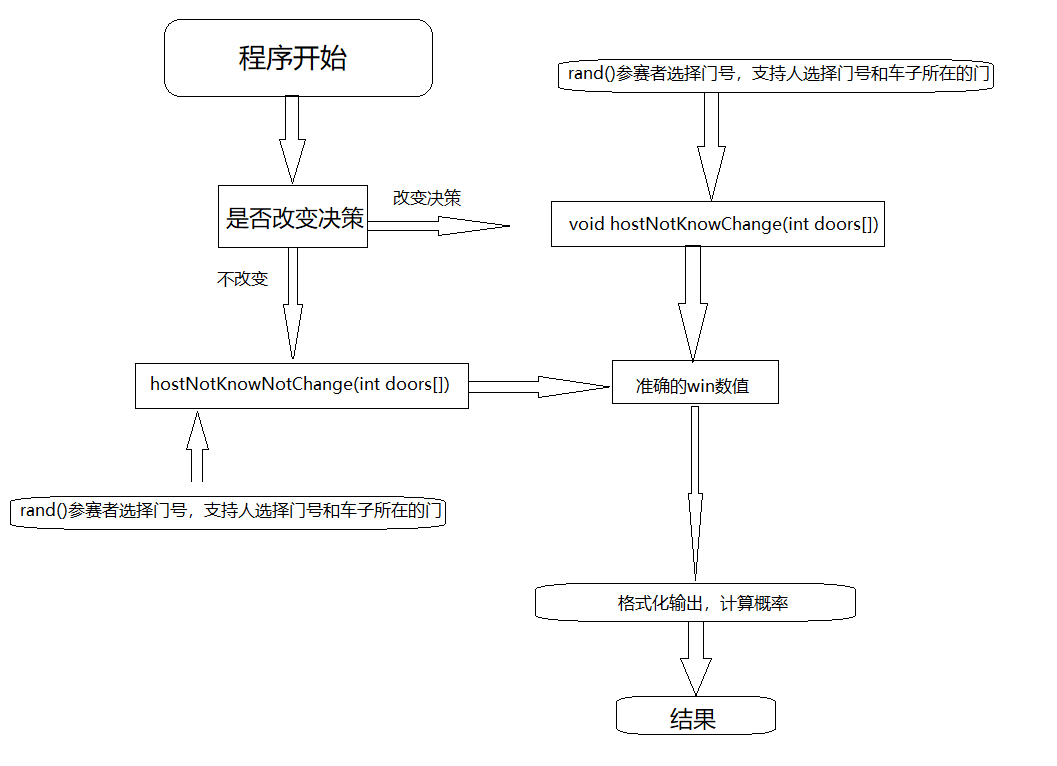 程序开始
rand()参赛者选择门号，支持人选择门号和车子所在的门
是否改变决策
改变决策
void hostNotKnowChange(int doors[])
不改变
hostNotKnowNotChange(int doors[])
准确的win数值
rand()参赛者选择门号，支持人选择门号和车子所在的门
格式化输出，计算概率
结果